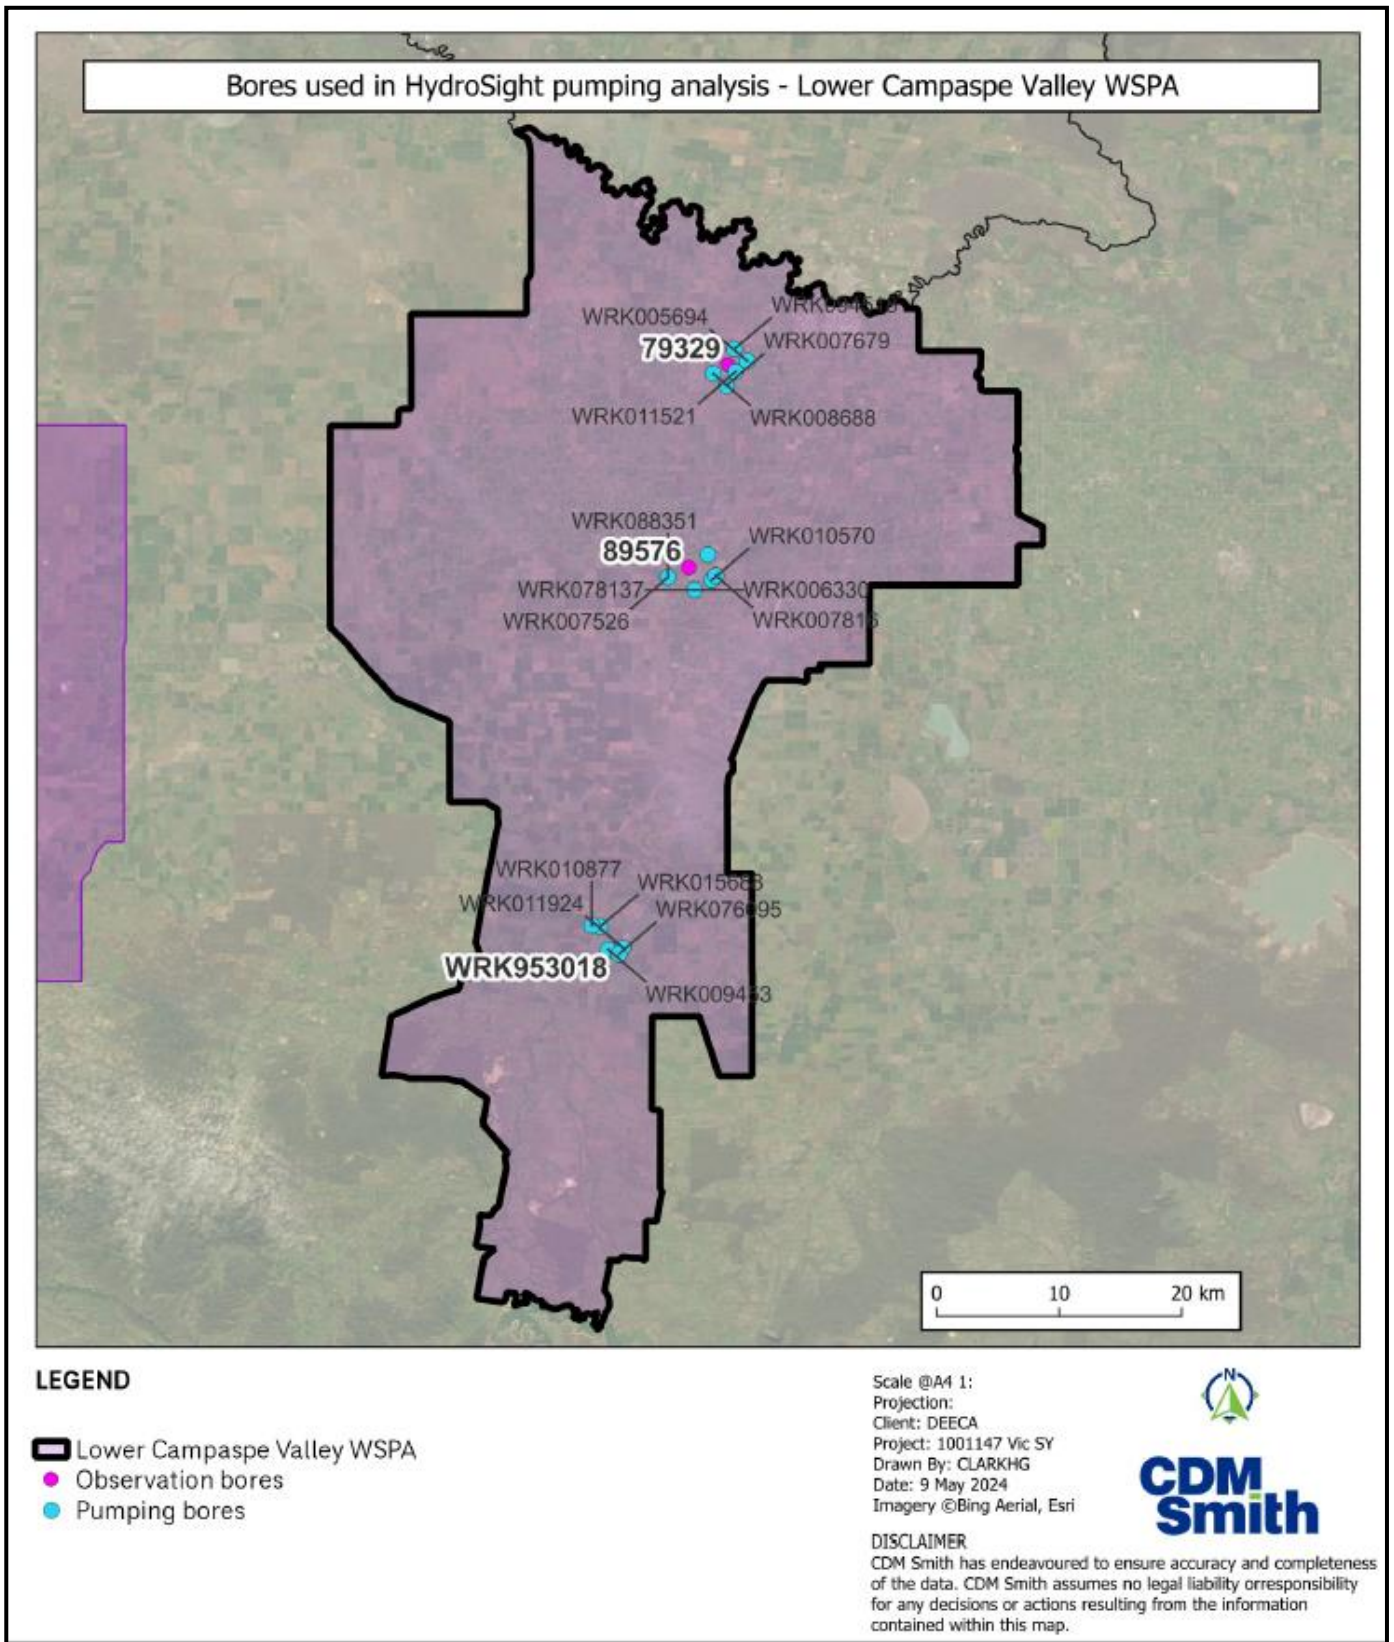 Bores used in HydroSight pumping analysis - Lower Campaspe Valley WSPA
WRK005694
79329
WRK007679
WRK011521
WRK008688
WRK088351
89576
WRK010570
WRK078137
WRK006330
WRK007526
WRK010877
WRK015683
WRK011924
WRK076095
WRK953018
0 10 20 km
LEGEND
Lower Campaspe Valley WSPA
Observation bores
Pumping bores
Scale @A4 1:
Projection:
Client: DEECA
Project: 1001147 Vic SY
Drawn By: CLARKHG
Date: 9 May 2024
Imagery ©Bing Aerial, Esri
N
CDM
Smith
DISCLAIMER
CDM Smith has endeavoured to ensure accuracy and completeness
of the data. CDM Smith assumes no legal liability orresponsibility
for any decisions or actions resulting from the information
contained within this map.